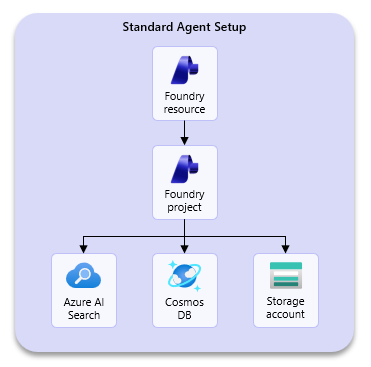 Standard Agent Setup
Foundry
resource
Foundry
project
Azure AI
Search
Cosmos
DB
Storage
account